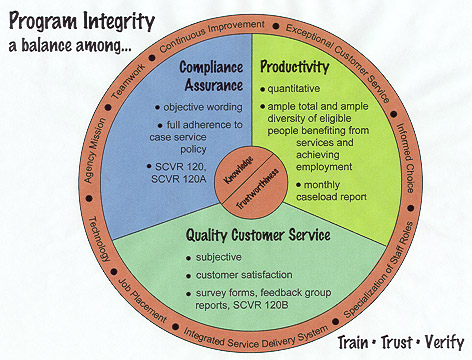 Program Integrity
a balance among...
Agency Mission • Teamwork • Continuous Improvement • Exceptional Customer Service • Informed Choice • Specialization of Staff Roles • Integrated Service Delivery System • Job Placement • Technology •
Compliance
Assurance
• objective wording
• full adherence to
case service
policy
• SCVR 120,
SCVR 120A
Productivity
• quantitative
• ample total and ample
diversity of eligible
people benefiting from
services and
achieving
employment
• monthly
caseload report
Knowledge
Trustworthiness
Quality Customer Service
• subjective
• customer satisfaction
• survey forms, feedback group
reports, SCVR 120B
Train • Trust • Verify